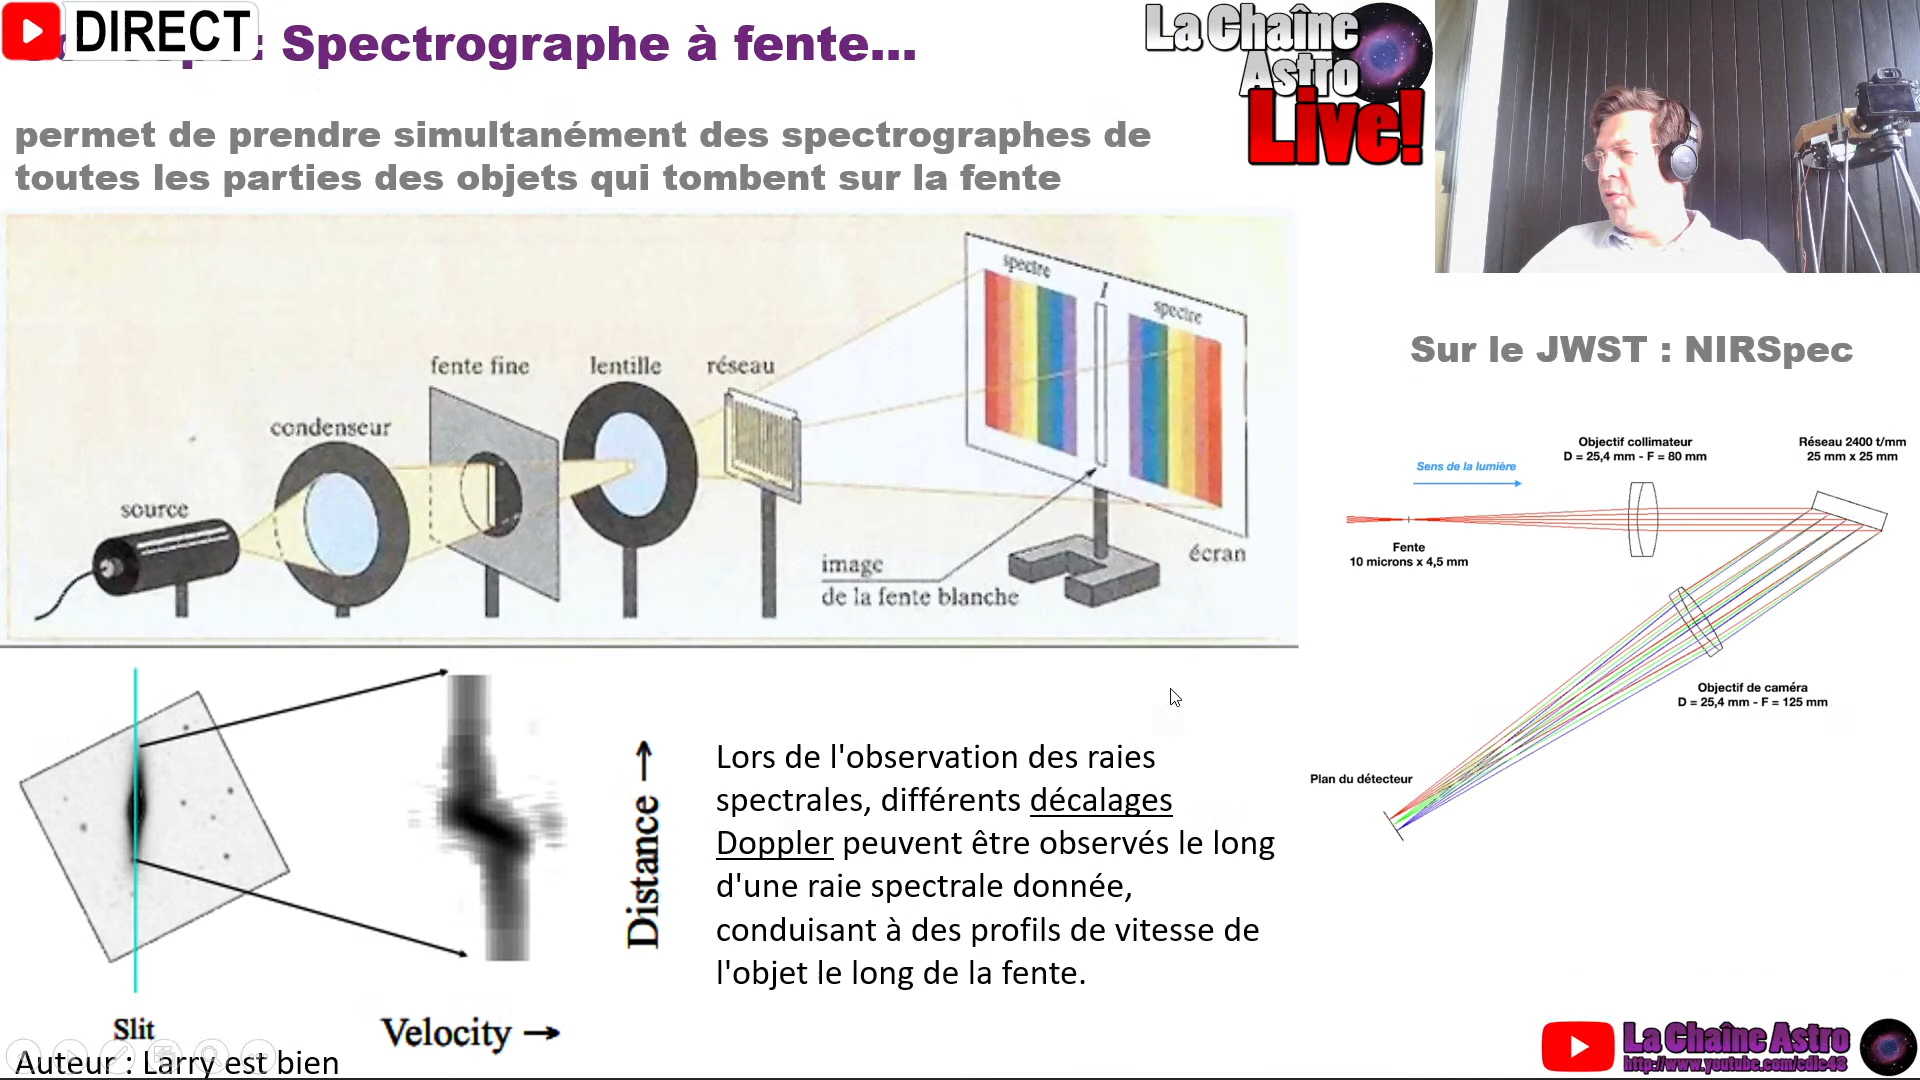 DIRECT
: Spectrographe à fente...
La Chaîne
Astro
Live!
permet de prendre simultanément des spectrographes de
toutes les parties des objets qui tombent sur la fente
spectre
I
spectre
fente fine
lentille
réseau
condenseur
source
image
de la fente blanche
écran
Sur le JWST : NIRSpec
Objectif collimateur
D = 25,4 mm - F = 80 mm
Réseau 2400 t/mm
25 mm x 25 mm
Sens de la lumière
Fente
10 microns x 4,5 mm
Objectif de caméra
D = 25,4 mm - F = 125 mm
Plan du détecteur
Distance →
Lors de l'observation des raies
spectrales, différents décalages
Doppler peuvent être observés le long
d'une raie spectrale donnée,
conduisant à des profils de vitesse de
l'objet le long de la fente.
Slit
Velocity →
Auteur : Larry est bien
La Chaîne Astro
http://www.youtube.com/cdlc48